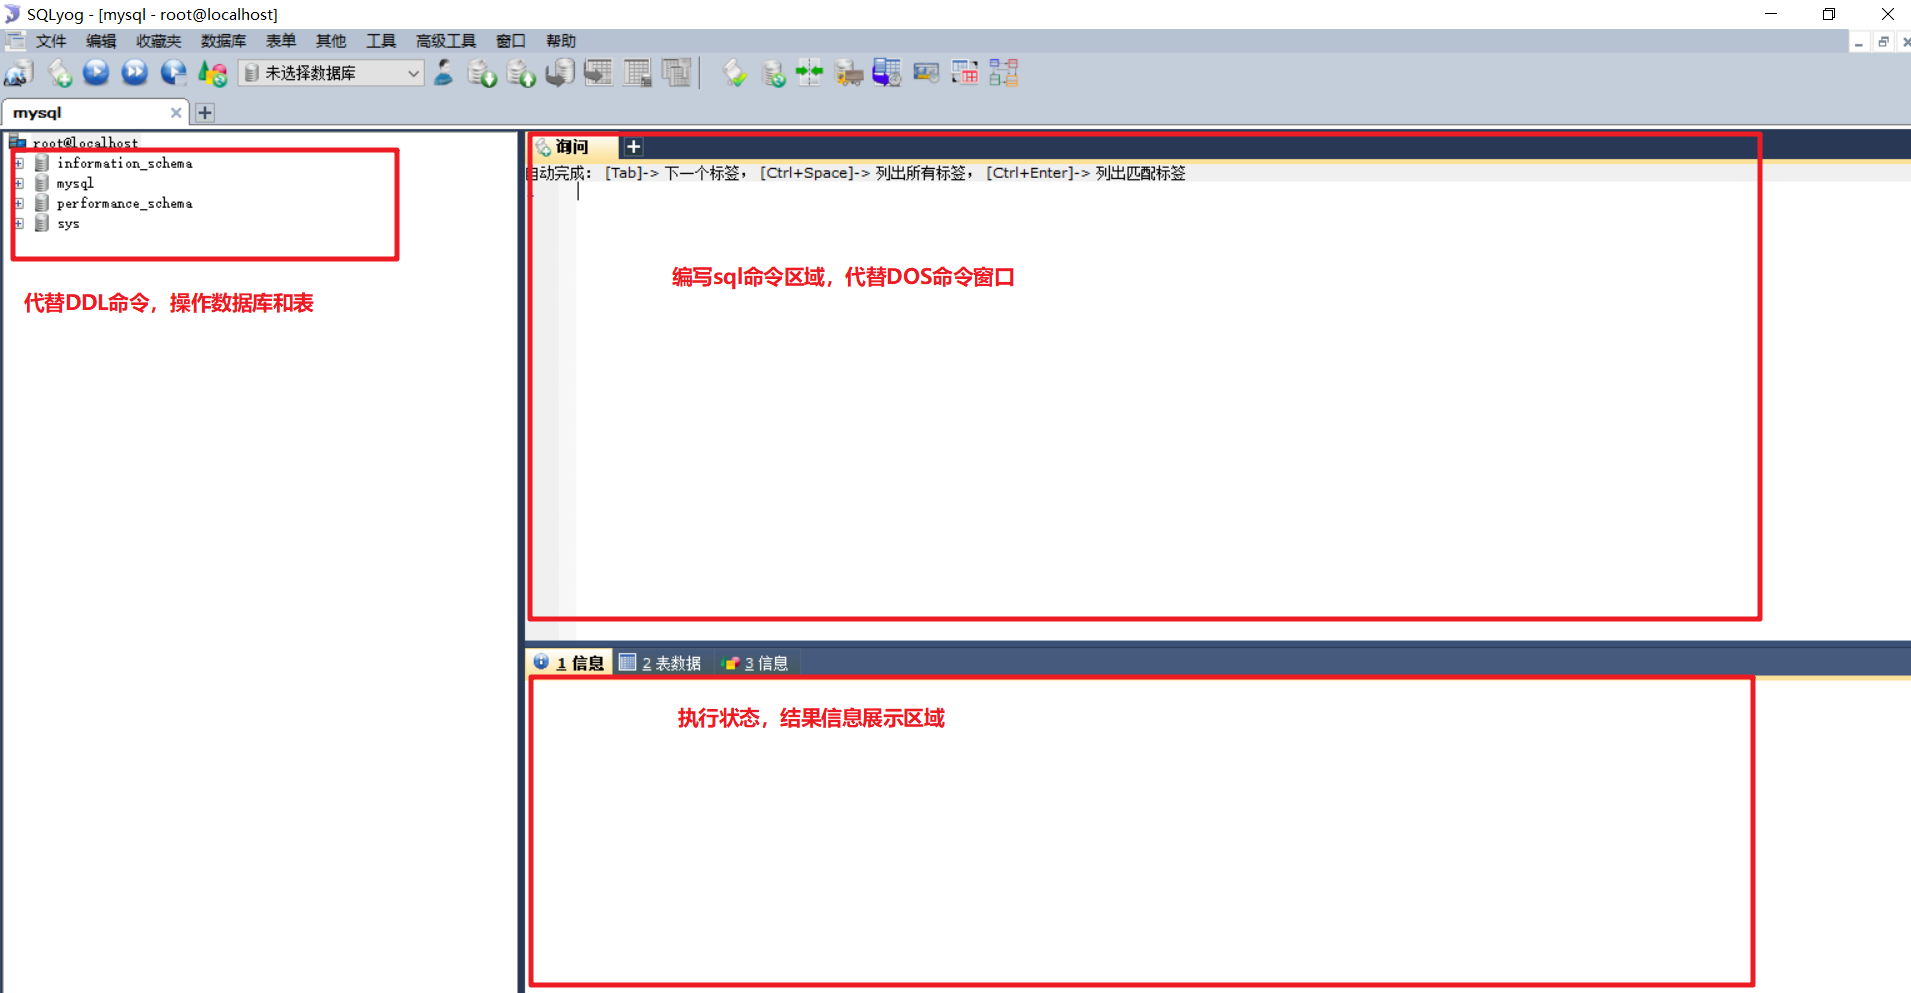 SQLyog - [mysql - root@localhost]
文件 编辑 收藏夹 数据库 表单 其他 工具 高级工具 窗口 帮助
未选择数据库
mysql
root@localhost
information_schema
mysql
performance_schema
sys
代替DDL命令，操作数据库和表
询问
自动完成： [Tab]-> 下一个标签， [Ctrl+Space]-> 列出所有标签， [Ctrl+Enter]-> 列出匹配标签
编写sql命令区域，代替DOS命令窗口
1 信息 2 表数据 3 信息
执行状态，结果信息展示区域